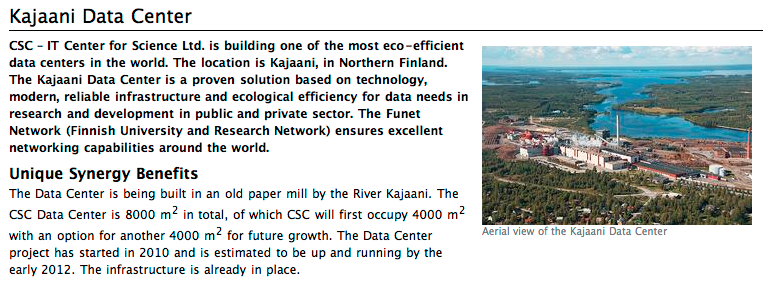 Kajaani Data Center
CSC – IT Center for Science Ltd. is building one of the most eco-efficient
data centers in the world. The location is Kajaani, in Northern Finland.
The Kajaani Data Center is a proven solution based on technology,
modern, reliable infrastructure and ecological efficiency for data needs in
research and development in public and private sector. The Funet
Network (Finnish University and Research Network) ensures excellent
networking capabilities around the world.
Unique Synergy Benefits
The Data Center is being built in an old paper mill by the River Kajaani. The
CSC Data Center is 8000 m² in total, of which CSC will first occupy 4000 m²
with an option for another 4000 m² for future growth. The Data Center
project has started in 2010 and is estimated to be up and running by the
early 2012. The infrastructure is already in place.
Aerial view of the Kajaani Data Center